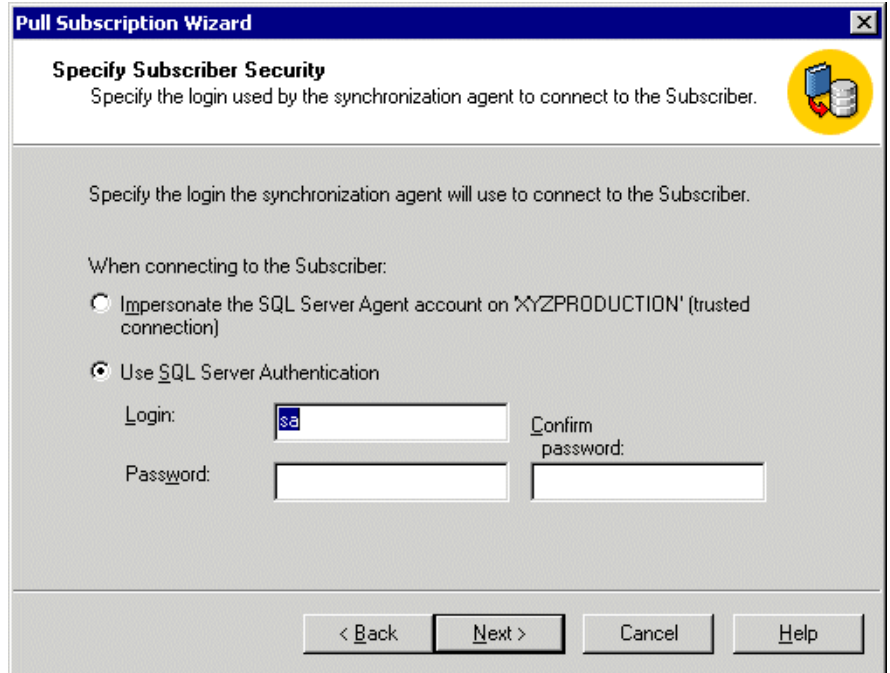 Pull Subscription Wizard
Specify Subscriber Security
Specify the login used by the synchronization agent to connect to the Subscriber.
Specify the login the synchronization agent will use to connect to the Subscriber.
When connecting to the Subscriber:
Impersonate the SQL Server Agent account on 'XYZPRODUCTION' (trusted
connection)
Use SQL Server Authentication
Login:
sa
Confirm
password:
Password:
< Back
Next >
Cancel
Help